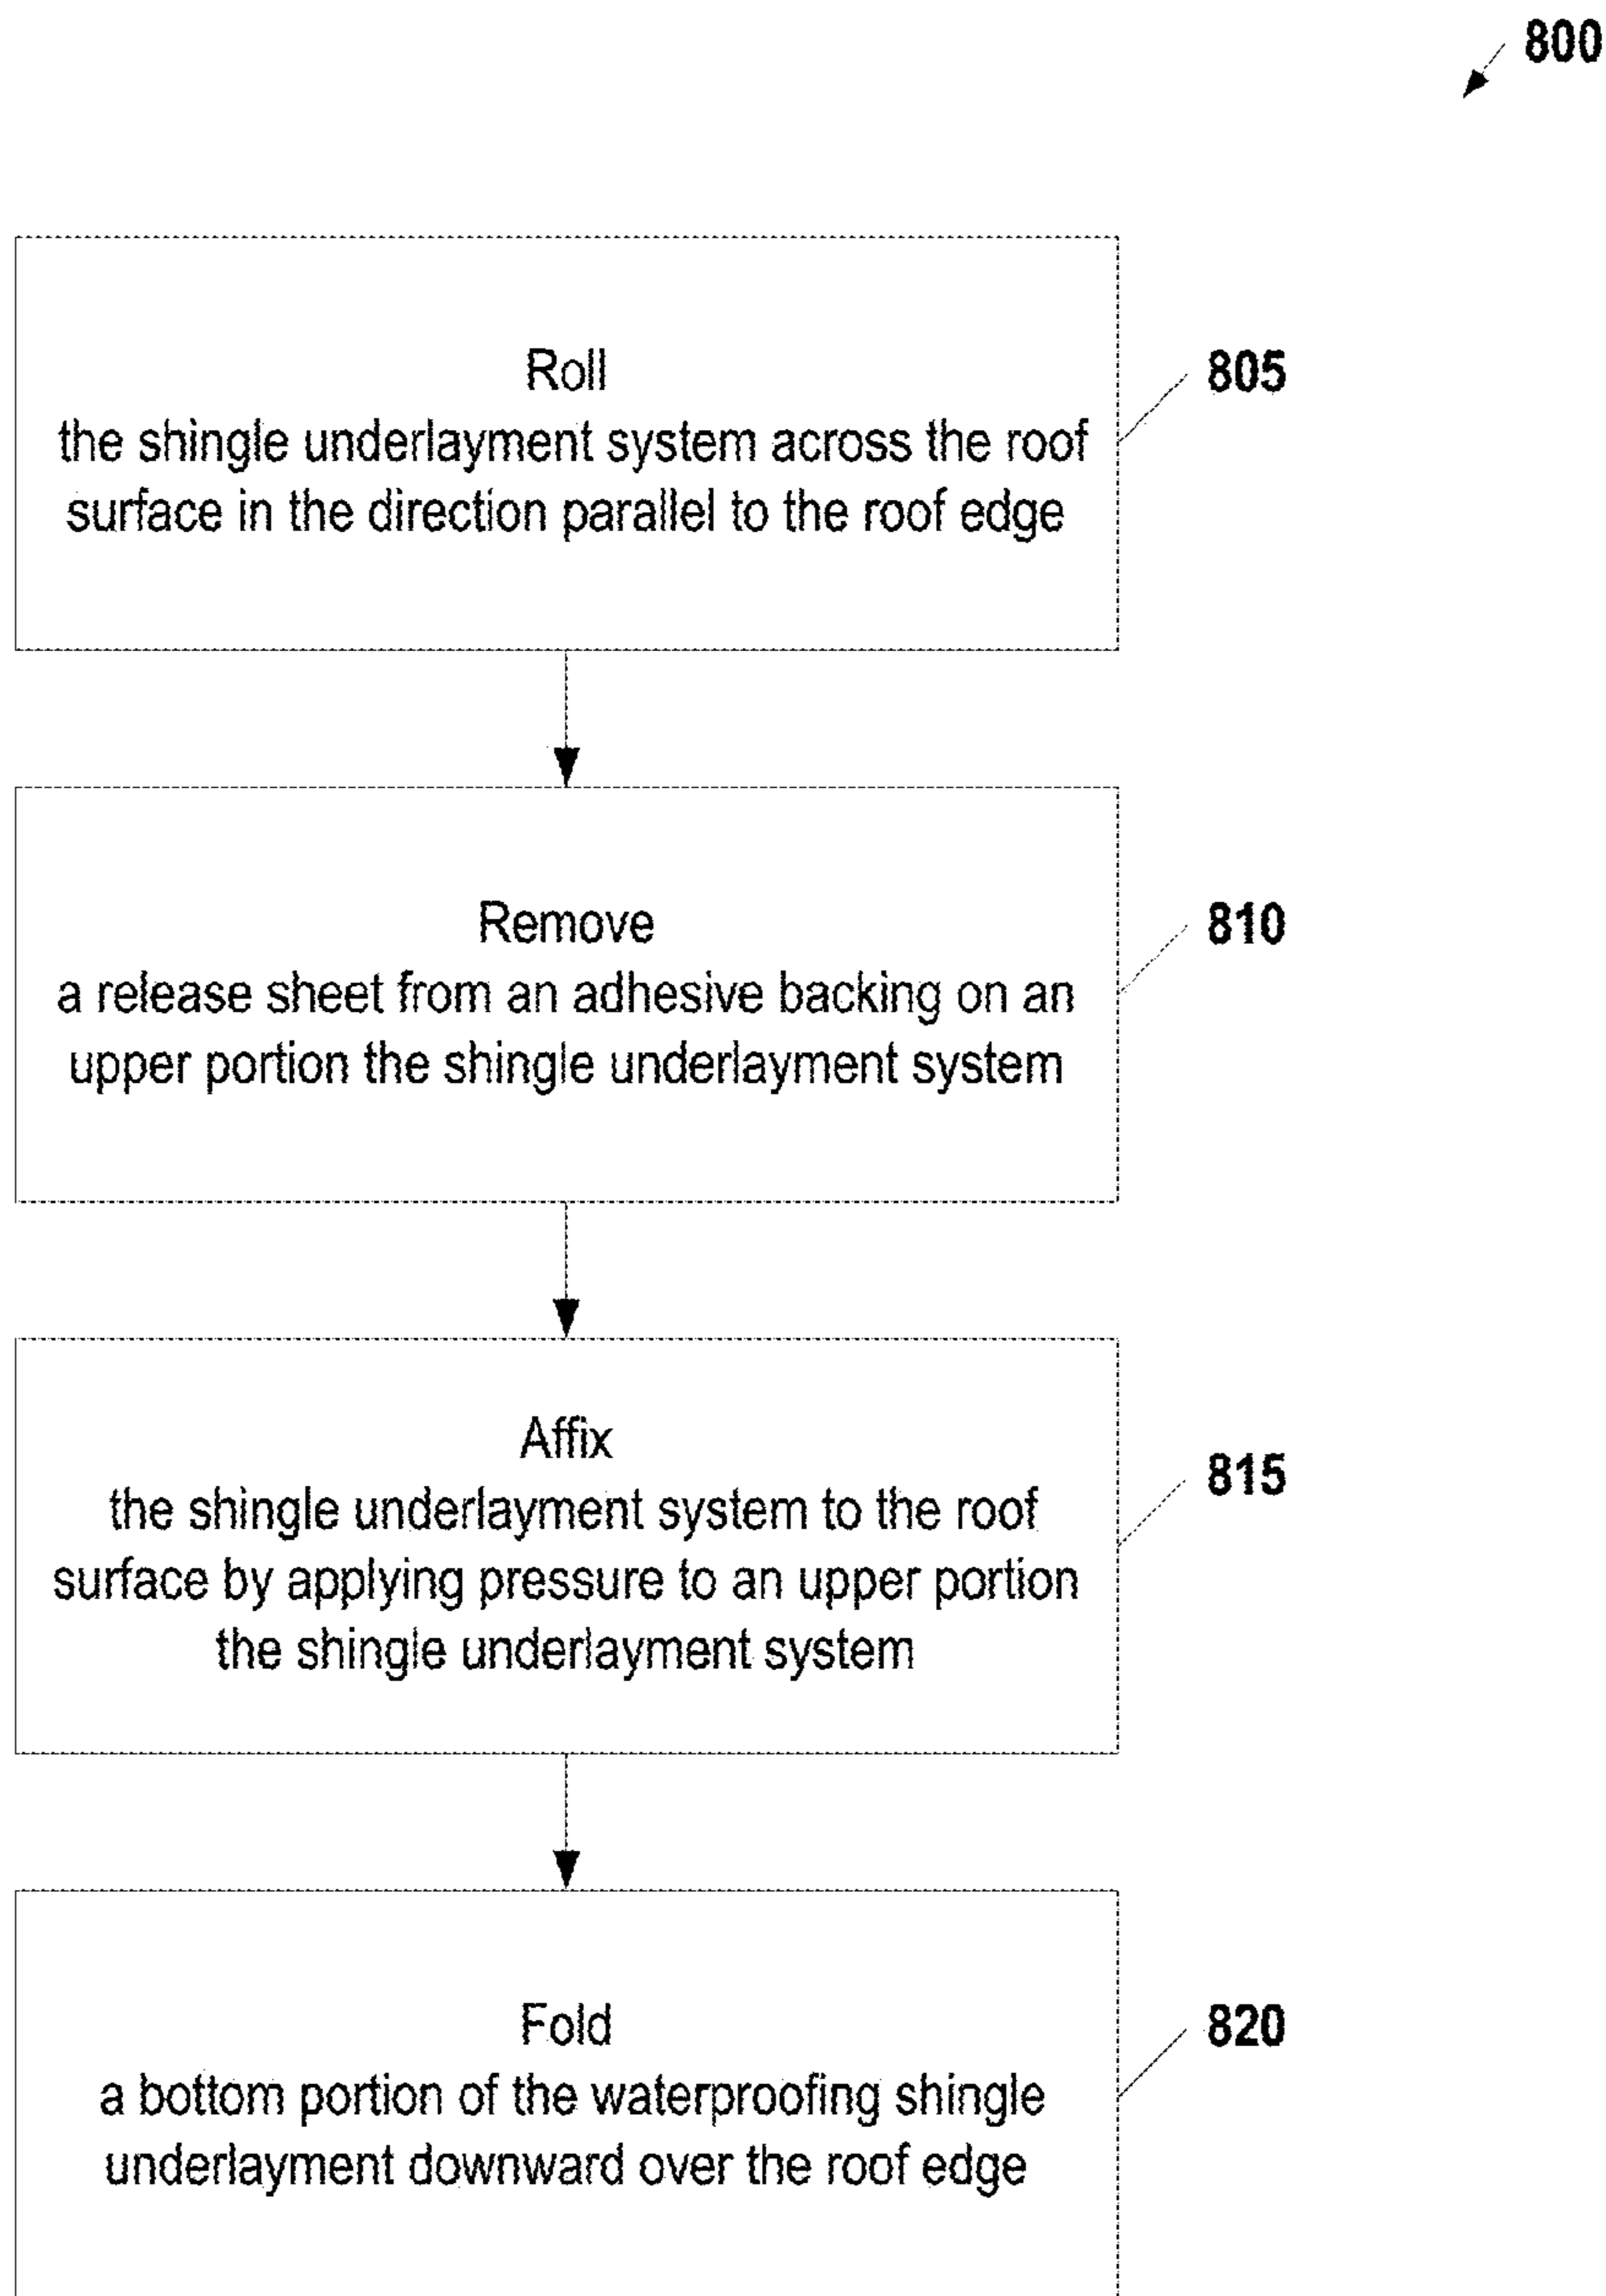 800
Roll
the shingle underlayment system across the roof
surface in the direction parallel to the roof edge
805
Remove
a release sheet from an adhesive backing on an
upper portion the shingle underlayment system
810
Affix
the shingle underlayment system to the roof
surface by applying pressure to an upper portion
the shingle underlayment system
815
Fold
a bottom portion of the waterproofing shingle
underlayment downward over the roof edge
820